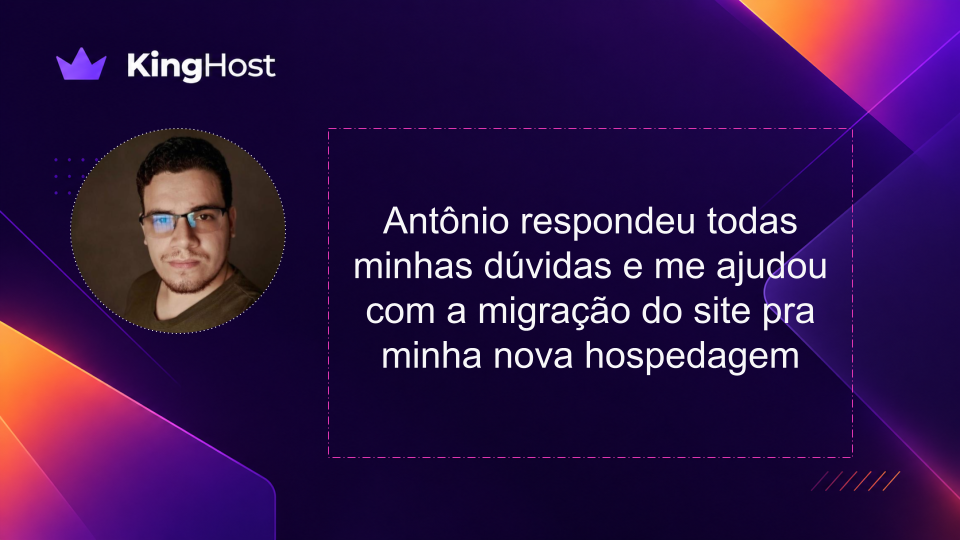 KingHost
Antônio respondeu todas
minhas dúvidas e me ajudou
com a migração do site pra
minha nova hospedagem